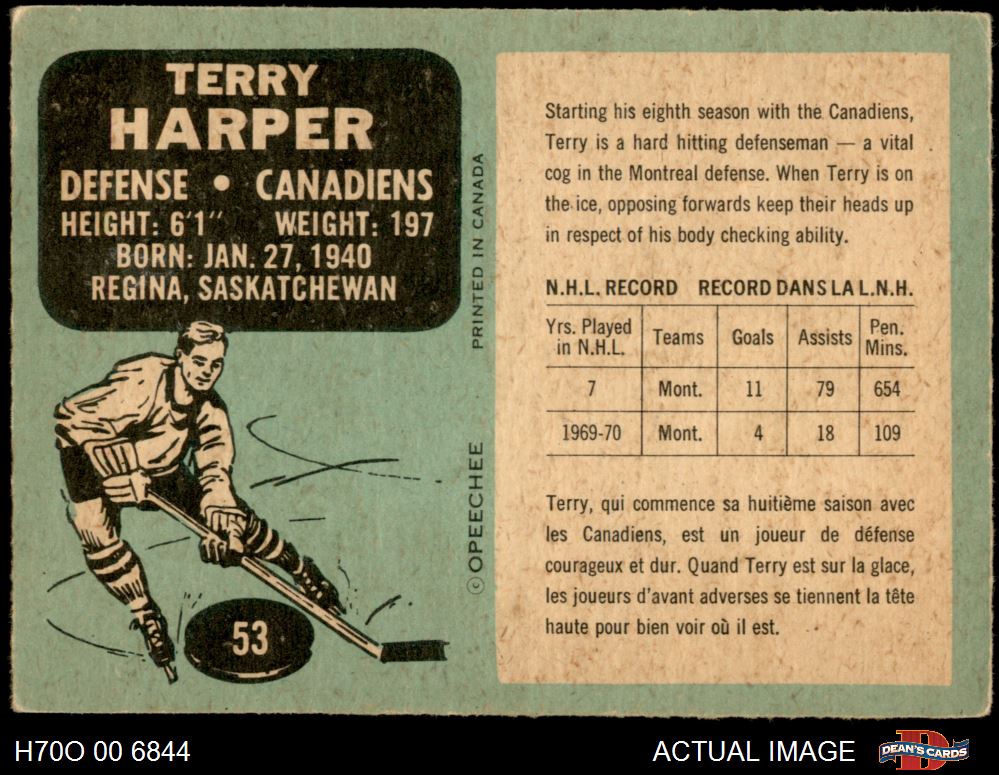 TERRY
HARPER
DEFENSE • CANADIENS
HEIGHT: 6'1" WEIGHT: 197
BORN: JAN. 27, 1940
REGINA, SASKATCHEWAN
53
PRINTED IN CANADA
© OPEECHEE
Starting his eighth season with the Canadiens,
Terry is a hard hitting defenseman — a vital
cog in the Montreal defense. When Terry is on
the ice, opposing forwards keep their heads up
in respect of his body checking ability.
N.H.L. RECORD RECORD DANS LA L.N.H.
Yrs. Played in N.H.L. Teams Goals Assists Pen. Mins.
7 Mont. 11 79 654
1969-70 Mont. 4 18 109
Terry, qui commence sa huitième saison avec
les Canadiens, est un joueur de défense
courageux et dur. Quand Terry est sur la glace,
les joueurs d'avant adverses se tiennent la tête
haute pour bien voir où il est.
H70O 00 6844
ACTUAL IMAGE
D
DEAN'S CARDS